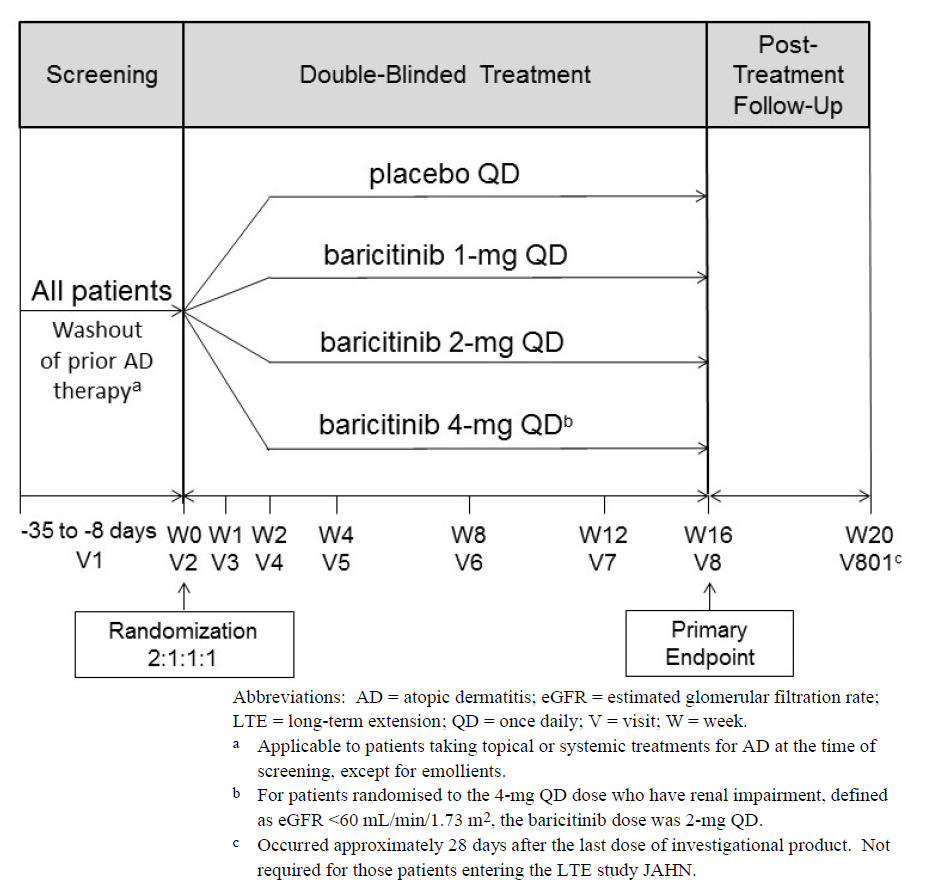 Screening
Double-Blinded Treatment
Post-
Treatment
Follow-Up
placebo QD
baricitinib 1-mg QD
All patients
Washout
of prior AD
therapyᵃ
baricitinib 2-mg QD
baricitinib 4-mg QDᵇ
-35 to -8 days W0 W1 W2 W4 W8 W12 W16 W20
V1 V2 V3 V4 V5 V6 V7 V8 V801ᶜ
Randomization
2:1:1:1
Primary
Endpoint
Abbreviations: AD = atopic dermatitis; eGFR = estimated glomerular filtration rate;
LTE = long-term extension; QD = once daily; V = visit; W = week.
ᵃ Applicable to patients taking topical or systemic treatments for AD at the time of
screening, except for emollients.
ᵇ For patients randomised to the 4-mg QD dose who have renal impairment, defined
as eGFR <60 mL/min/1.73 m², the baricitinib dose was 2-mg QD.
ᶜ Occurred approximately 28 days after the last dose of investigational product. Not
required for those patients entering the LTE study JAHN.